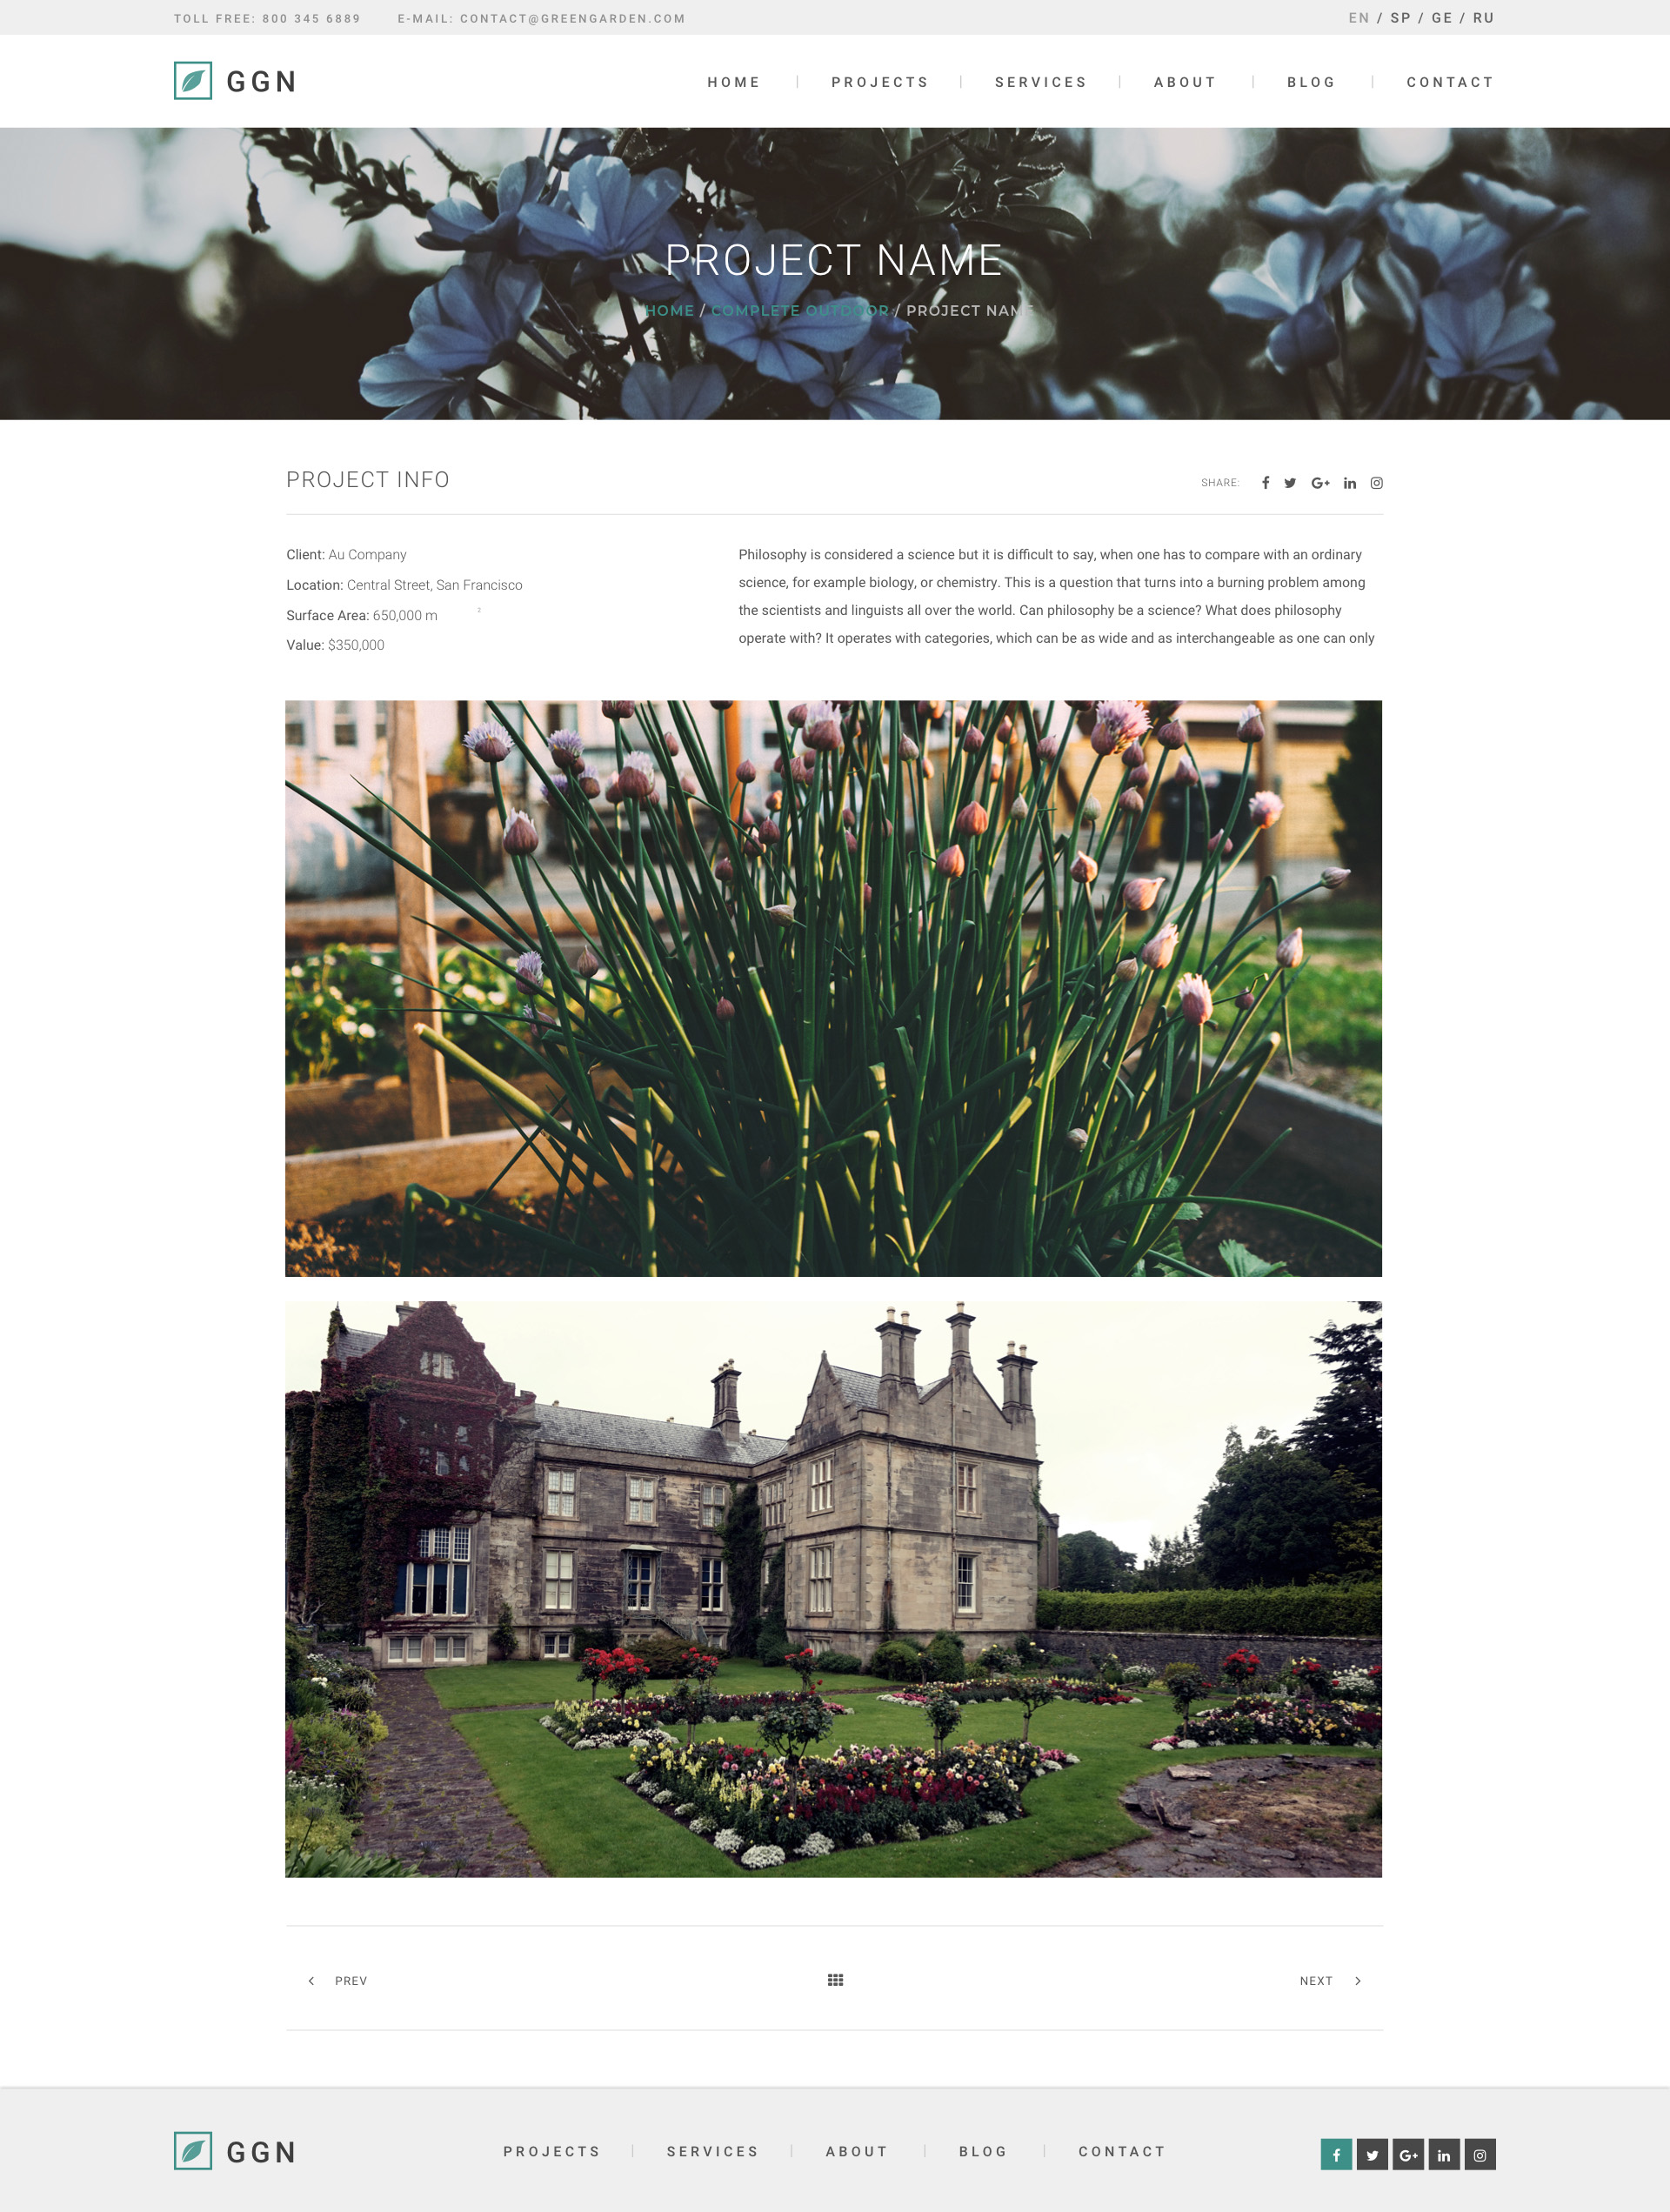 TOLL FREE: 800 345 6889 E-MAIL: CONTACT@GREENGARDEN.COM EN / SP / GE / RU
GGN HOME PROJECTS SERVICES ABOUT BLOG CONTACT
PROJECT NAME
HOME / COMPLETE OUTDOOR / PROJECT NAME
PROJECT INFO SHARE:
Client: Au Company
Location: Central Street, San Francisco
Surface Area: 650,000 m 2
Value: $350,000
Philosophy is considered a science but it is difficult to say, when one has to compare with an ordinary
science, for example biology, or chemistry. This is a question that turns into a burning problem among
the scientists and linguists all over the world. Can philosophy be a science? What does philosophy
operate with? It operates with categories, which can be as wide and as interchangeable as one can only
PREV NEXT
GGN PROJECTS SERVICES ABOUT BLOG CONTACT